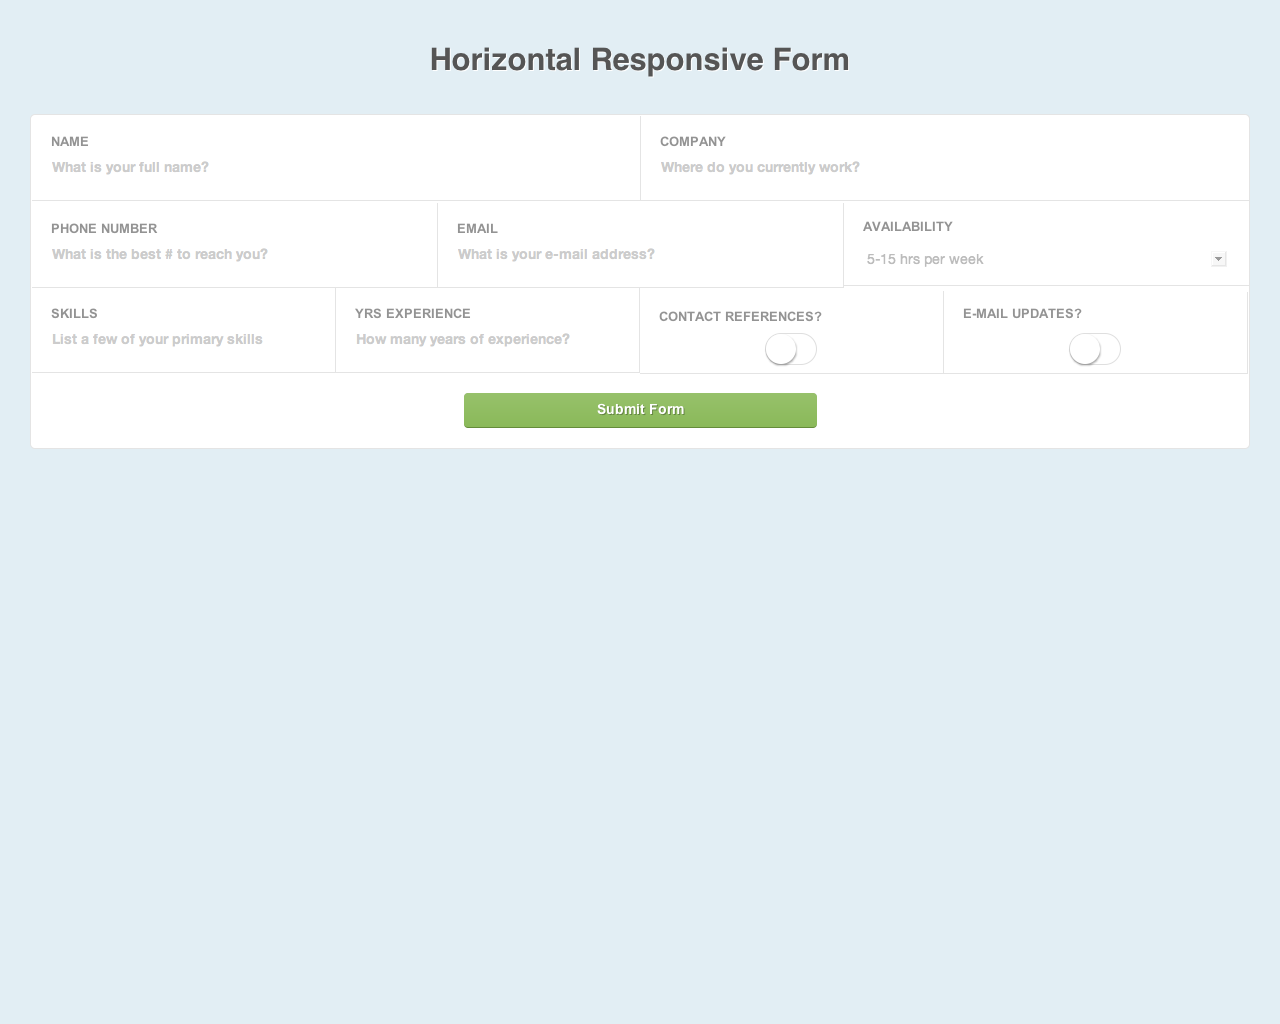 Horizontal Responsive Form
NAME
What is your full name?
COMPANY
Where do you currently work?
PHONE NUMBER
What is the best # to reach you?
EMAIL
What is your e-mail address?
AVAILABILITY
5-15 hrs per week
SKILLS
List a few of your primary skills
YRS EXPERIENCE
How many years of experience?
CONTACT REFERENCES?
E-MAIL UPDATES?
Submit Form